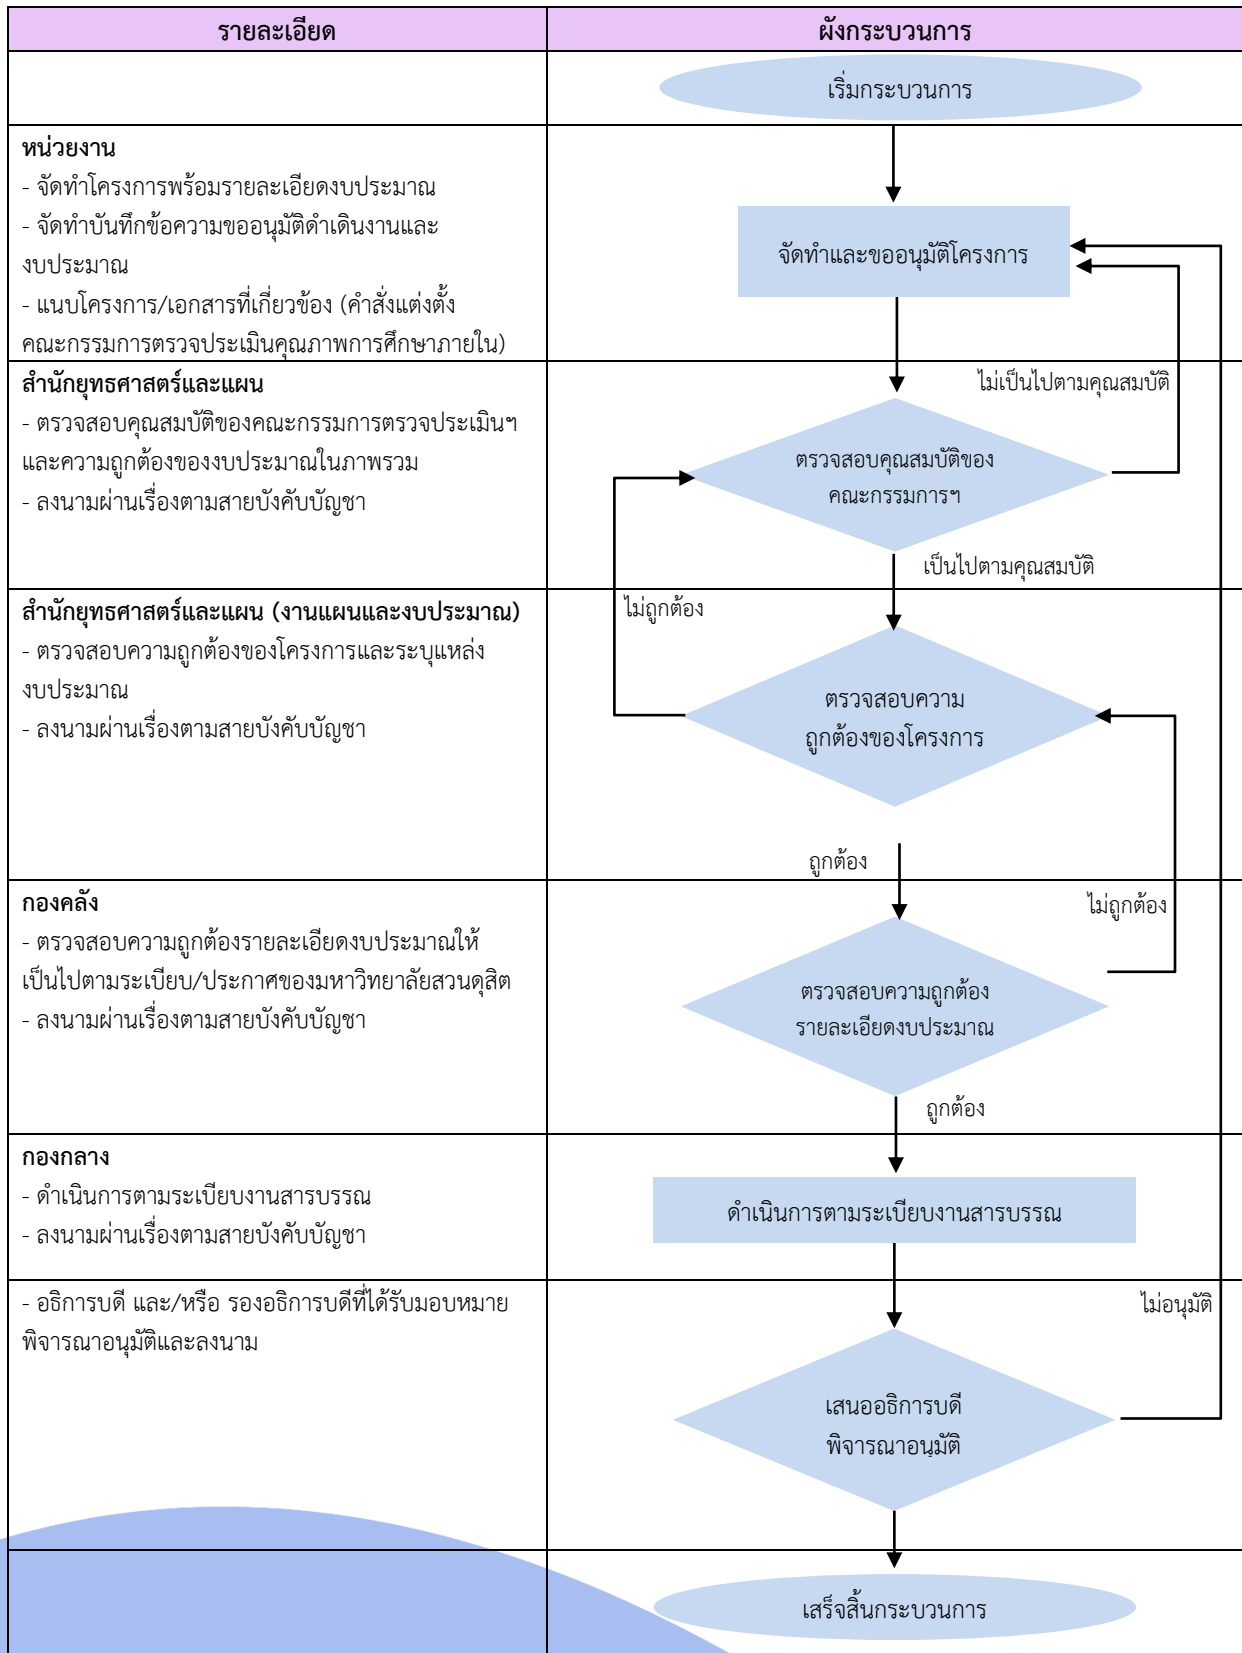 รายละเอียด
ผังกระบวนการ
เริ่มกระบวนการ
หน่วยงาน
- จัดทำโครงการพร้อมรายละเอียดงบประมาณ
- จัดทำบันทึกข้อความขออนุมัติดำเดินงานและ
งบประมาณ
- แนบโครงการ/เอกสารที่เกี่ยวข้อง (คำสั่งแต่งตั้ง
คณะกรรมการตรวจประเมินคุณภาพการศึกษาภายใน)
จัดทำและขออนุมัติโครงการ
สำนักยุทธศาสตร์และแผน
- ตรวจสอบคุณสมบัติของคณะกรรมการตรวจประเมินฯ
และความถูกต้องของงบประมาณในภาพรวม
- ลงนามผ่านเรื่องตามสายบังคับบัญชา
ไม่เป็นไปตามคุณสมบัติ
ตรวจสอบคุณสมบัติของ
คณะกรรมการฯ
เป็นไปตามคุณสมบัติ
สำนักยุทธศาสตร์และแผน (งานแผนและงบประมาณ)
- ตรวจสอบความถูกต้องของโครงการและระบุแหล่ง
งบประมาณ
- ลงนามผ่านเรื่องตามสายบังคับบัญชา
ไม่ถูกต้อง
ตรวจสอบความ
ถูกต้องของโครงการ
ถูกต้อง
กองคลัง
- ตรวจสอบความถูกต้องรายละเอียดงบประมาณให้
เป็นไปตามระเบียบ/ประกาศของมหาวิทยาลัยสวนดุสิต
- ลงนามผ่านเรื่องตามสายบังคับบัญชา
ไม่ถูกต้อง
ตรวจสอบความถูกต้อง
รายละเอียดงบประมาณ
ถูกต้อง
กองกลาง
- ดำเนินการตามระเบียบงานสารบรรณ
- ลงนามผ่านเรื่องตามสายบังคับบัญชา
ดำเนินการตามระเบียบงานสารบรรณ
- อธิการบดี และ/หรือ รองอธิการบดีที่ได้รับมอบหมาย
พิจารณาอนุมัติและลงนาม
ไม่อนุมัติ
เสนออธิการบดี
พิจารณาอนุมัติ
เสร็จสิ้นกระบวนการ